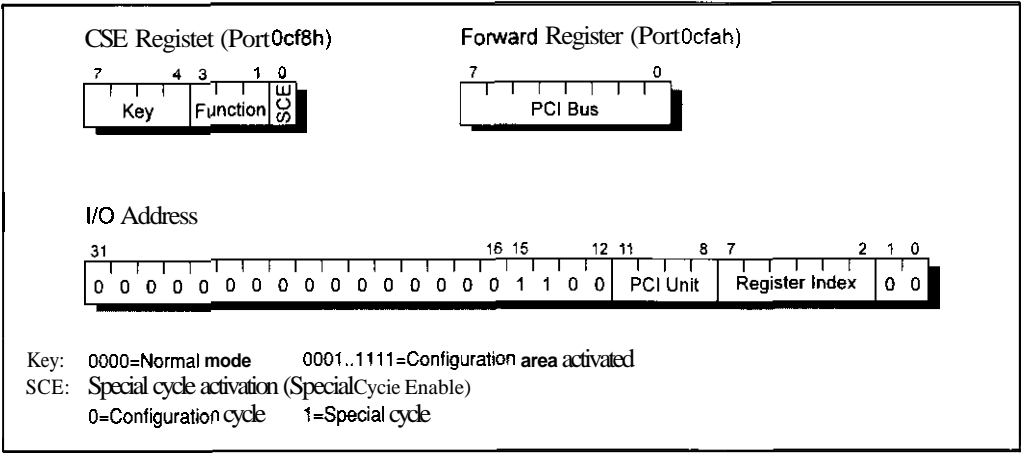 CSE Registet (Port 0cf8h) Forward Register (Port 0cfah)
7 4 3 1 0 7 0
Key Function SCE PCI Bus
I/O Address
31 16 15 12 11 8 7 2 1 0
0 0 0 0 0 0 0 0 0 0 0 0 0 0 0 0 1 1 0 0 PCI Unit Register Index 0 0
Key: 0000=Normal mode 0001..1111=Configuration area activated
SCE: Special cycle activation (Special Cycie Enable)
0=Configuration cycle 1=Special cycle